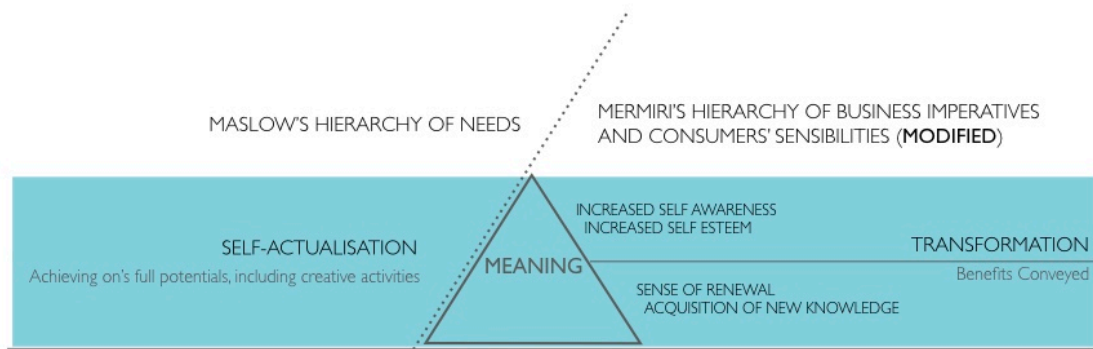 MASLOW'S HIERARCHY OF NEEDS
MERMIRI'S HIERARCHY OF BUSINESS IMPERATIVES
AND CONSUMERS' SENSIBILITIES (MODIFIED)
SELF-ACTUALISATION
Achieving on's full potentials, including creative activities
MEANING
INCREASED SELF AWARENESS
INCREASED SELF ESTEEM
TRANSFORMATION
Benefits Conveyed
SENSE OF RENEWAL
ACQUISITION OF NEW KNOWLEDGE